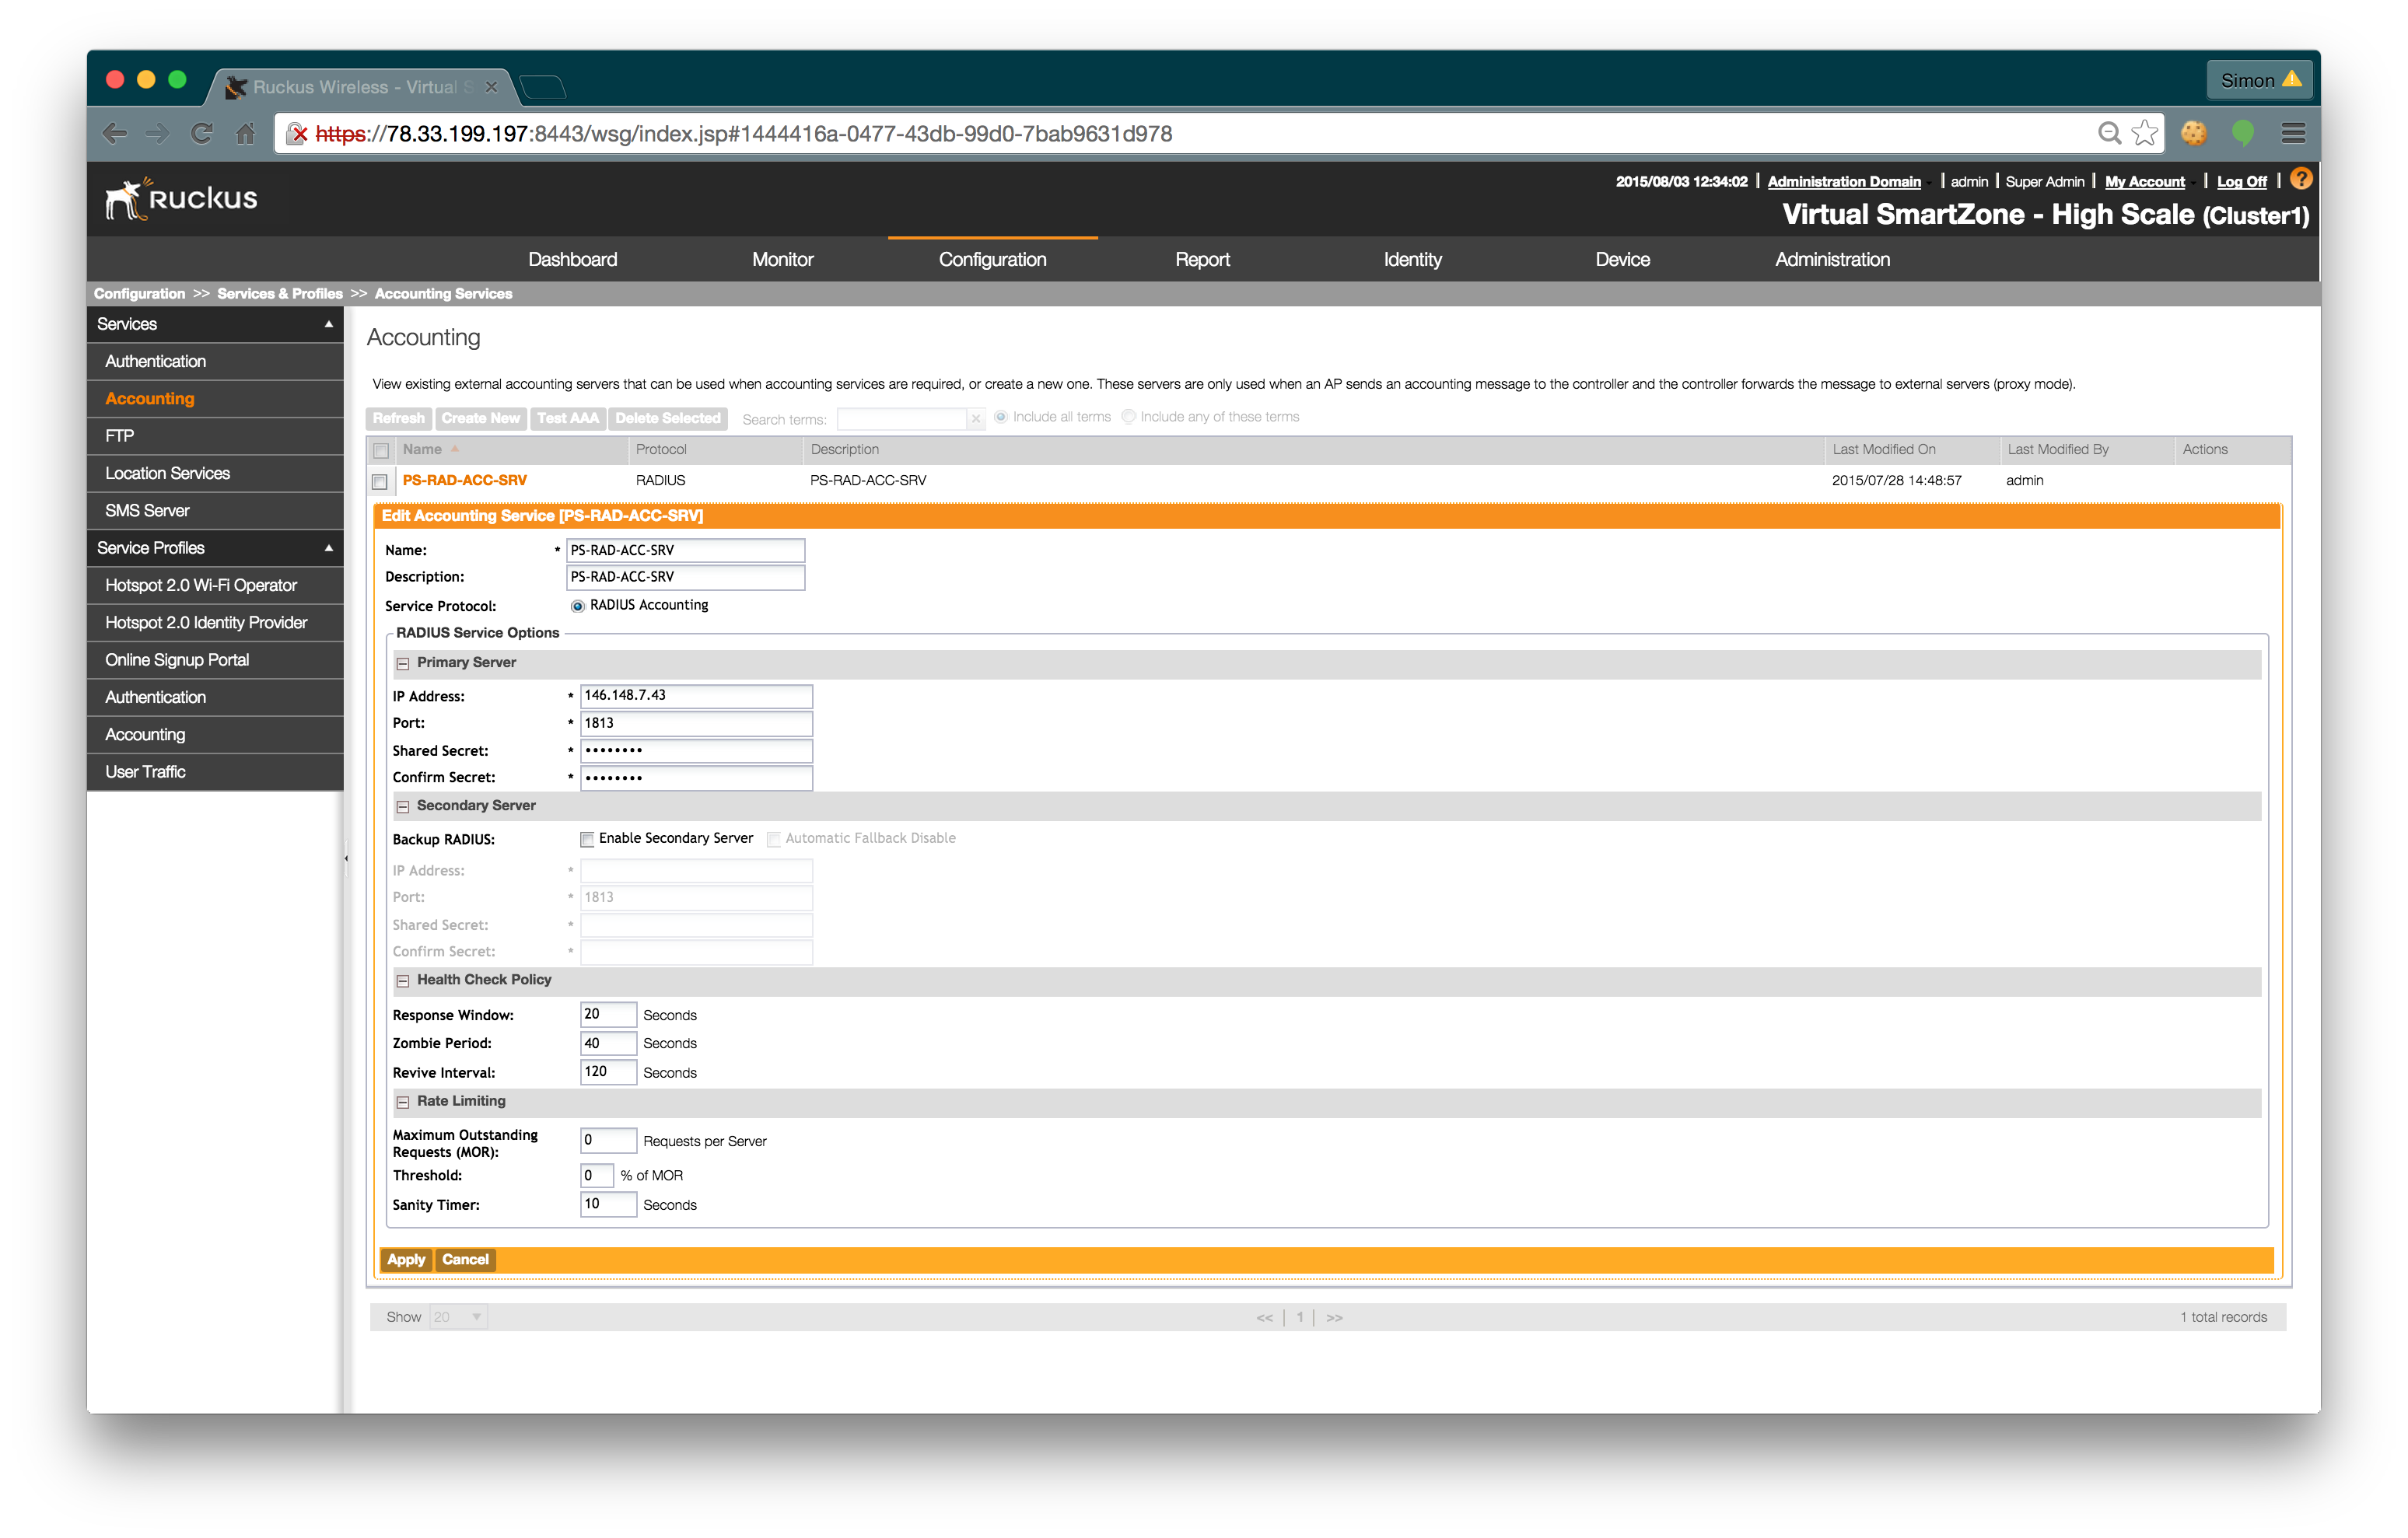 Ruckus Wireless - Virtual S
Simon
https://78.33.199.197:8443/wsg/index.jsp#1444416a-0477-43db-99d0-7bab9631d978
Ruckus
2015/08/03 12:34:02 | Administration Domain | admin | Super Admin | My Account | Log Off | ?
Virtual SmartZone - High Scale (Cluster1)
Dashboard Monitor Configuration Report Identity Device Administration
Configuration >> Services & Profiles >> Accounting Services
Services
Authentication
Accounting
FTP
Location Services
SMS Server
Service Profiles
Hotspot 2.0 Wi-Fi Operator
Hotspot 2.0 Identity Provider
Online Signup Portal
Authentication
Accounting
User Traffic
Accounting
View existing external accounting servers that can be used when accounting services are required, or create a new one. These servers are only used when an AP sends an accounting message to the controller and the controller forwards the message to external servers (proxy mode).
Refresh Create New Test AAA Delete Selected Search terms: Include all terms Include any of these terms
Name Protocol Description Last Modified On Last Modified By Actions
PS-RAD-ACC-SRV RADIUS PS-RAD-ACC-SRV 2015/07/28 14:48:57 admin
Edit Accounting Service [PS-RAD-ACC-SRV]
Name: * PS-RAD-ACC-SRV
Description: PS-RAD-ACC-SRV
Service Protocol: RADIUS Accounting
RADIUS Service Options
Primary Server
IP Address: * 146.148.7.43
Port: * 1813
Shared Secret: * ••••••••
Confirm Secret: * ••••••••
Secondary Server
Backup RADIUS: Enable Secondary Server Automatic Fallback Disable
IP Address: *
Port: * 1813
Shared Secret: *
Confirm Secret: *
Health Check Policy
Response Window: 20 Seconds
Zombie Period: 40 Seconds
Revive Interval: 120 Seconds
Rate Limiting
Maximum Outstanding
Requests (MOR): 0 Requests per Server
Threshold: 0 % of MOR
Sanity Timer: 10 Seconds
Apply Cancel
Show 20 << | 1 | >> 1 total records